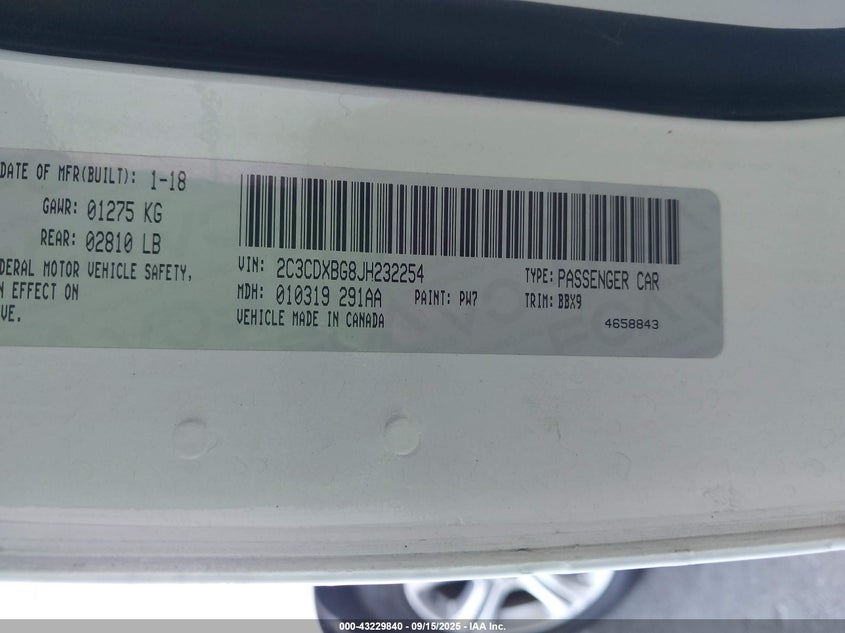 DATE OF MFR(BUILT): 1-18
GAWR: 01275 KG
REAR: 02810 LB
DERAL MOTOR VEHICLE SAFETY,
N EFFECT ON
VE.
VIN: 2C3CDXBG8JH232254
TYPE: PASSENGER CAR
MDH: 010319 291AA
PAINT: PW7
TRIM: BBX9
VEHICLE MADE IN CANADA
4658843
000-43229840 - 09/15/2025 - IAA Inc.